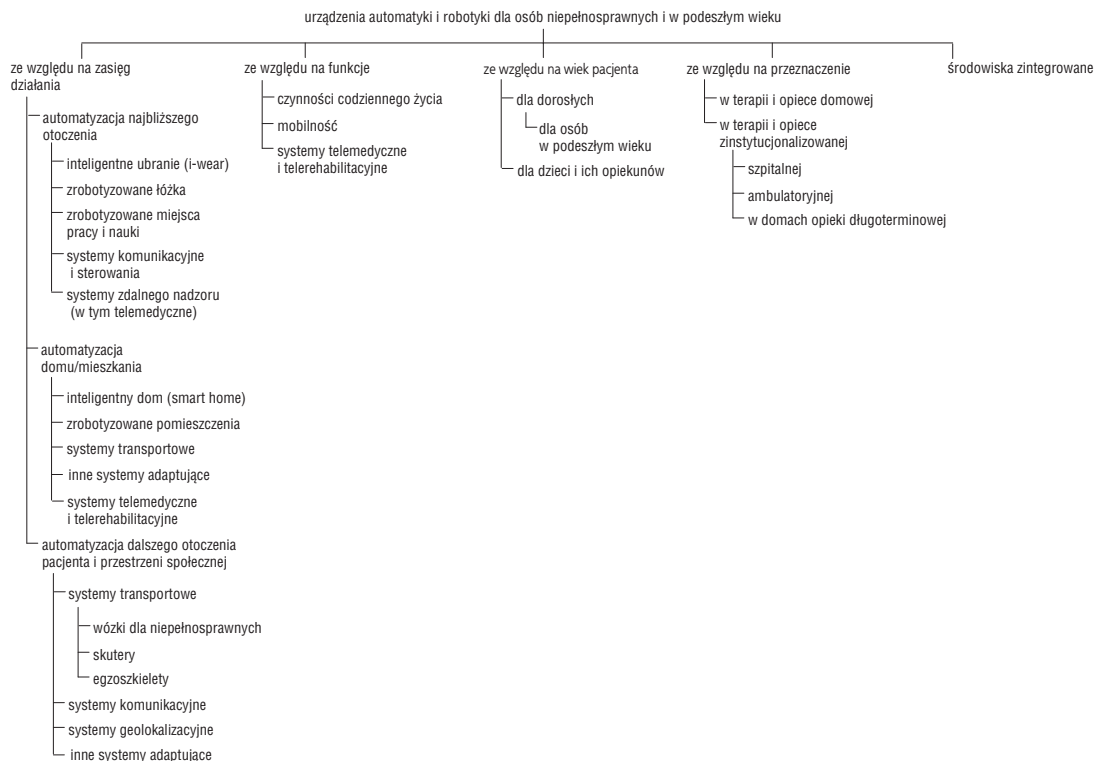 urządzenia automatyki i robotyki dla osób niepełnosprawnych i w podeszłym wieku
ze względu na zasięg
działania
automatyzacja najbliższego
otoczenia
inteligentne ubranie (i-wear)
zrobotyzowane łóżka
zrobotyzowane miejsca
pracy i nauki
systemy komunikacyjne
i sterowania
systemy zdalnego nadzoru
(w tym telemedyczne)
automatyzacja
domu/mieszkania
inteligentny dom (smart home)
zrobotyzowane pomieszczenia
systemy transportowe
inne systemy adaptujące
systemy telemedyczne
i telerehabilitacyjne
automatyzacja dalszego otoczenia
pacjenta i przestrzeni społecznej
systemy transportowe
wózki dla niepełnosprawnych
skutery
egzoszkielety
systemy komunikacyjne
systemy geolokalizacyjne
inne systemy adaptujące
ze względu na funkcje
czynności codziennego życia
mobilność
systemy telemedyczne
i telerehabilitacyjne
ze względu na wiek pacjenta
dla dorosłych
dla osób
w podeszłym wieku
dla dzieci i ich opiekunów
ze względu na przeznaczenie
w terapii i opiece domowej
w terapii i opiece
zinstytucjonalizowanej
szpitalnej
ambulatoryjnej
w domach opieki długoterminowej
środowiska zintegrowane